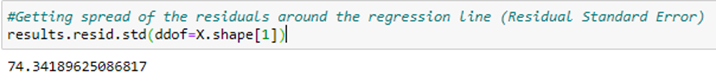 #Getting spread of the residuals around the regression line (Residual Standard Error)
results.resid.std(ddof=X.shape[1])
74.34189625086817